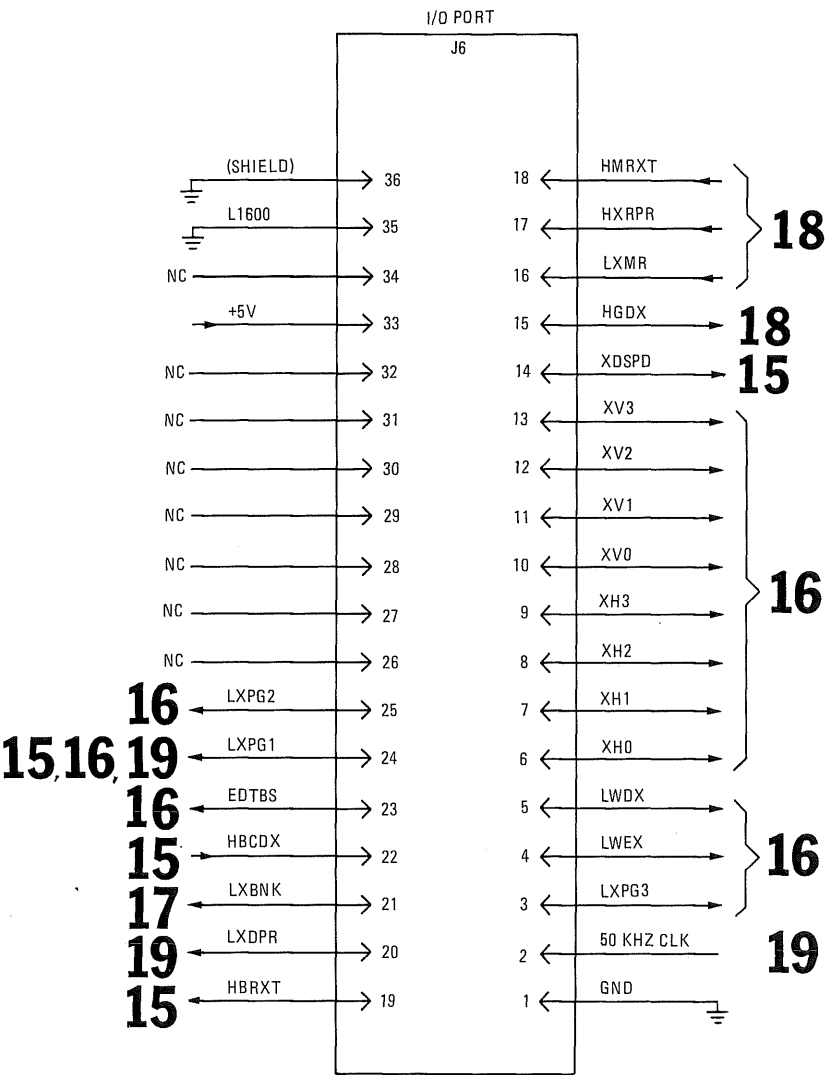 I/O PORT
J6
(SHIELD) 36 18 HMRXT
L1600 35 17 HXRPR 18
NC 34 16 LXMR
+5V 33 15 HGDX 18
NC 32 14 XDSPD 15
NC 31 13 XV3
NC 30 12 XV2
NC 29 11 XV1
NC 28 10 XV0
NC 27 9 XH3 16
NC 26 8 XH2
16 LXPG2 25 7 XH1
15,16,19 LXPG1 24 6 XH0
16 EDTBS 23 5 LWDX
15 HBCDX 22 4 LWEX 16
17 LXBNK 21 3 LXPG3
19 LXDPR 20 2 50 KHZ CLK 19
15 HBRXT 19 1 GND